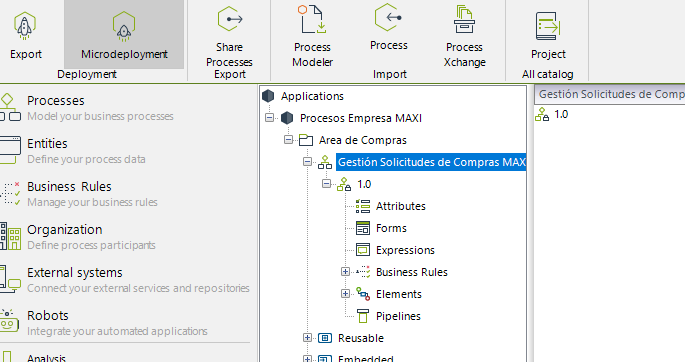 Export
Microdeployment
Share
Processes
Process
Modeler
Process
Process
Xchange
Project
Deployment
Export
Import
All catalog
Processes
Model your business processes
Entities
Define your process data
Business Rules
Manage your business rules
Organization
Define process participants
External systems
Connect your external services and repositories
Robots
Integrate your automated applications
Analysis
Applications
Procesos Empresa MAXI
Area de Compras
Gestión Solicitudes de Compras MAX
1.0
Attributes
Forms
Expressions
Business Rules
Elements
Pipelines
Reusable
Embedded
Gestión Solicitudes de Comp
1.0